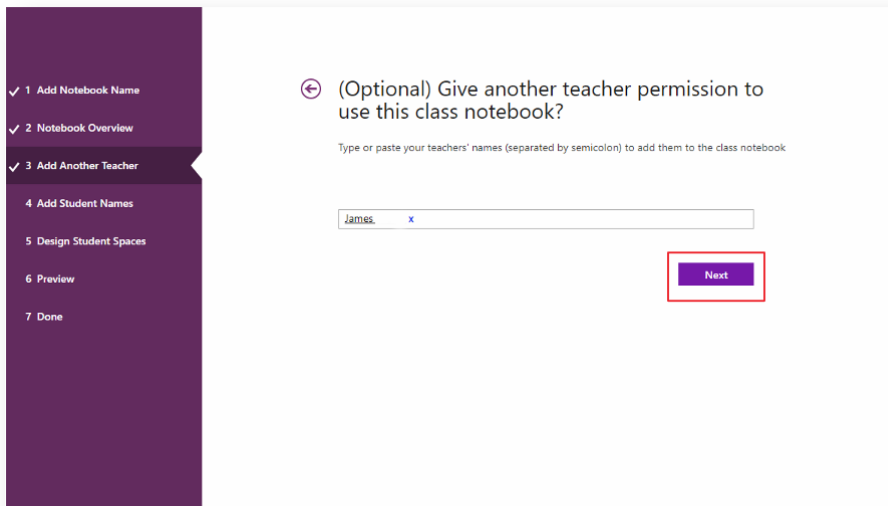 1 Add Notebook Name
2 Notebook Overview
3 Add Another Teacher
4 Add Student Names
5 Design Student Spaces
6 Preview
7 Done
(Optional) Give another teacher permission to
use this class notebook?
Type or paste your teachers' names (separated by semicolon) to add them to the class notebook
James x
Next